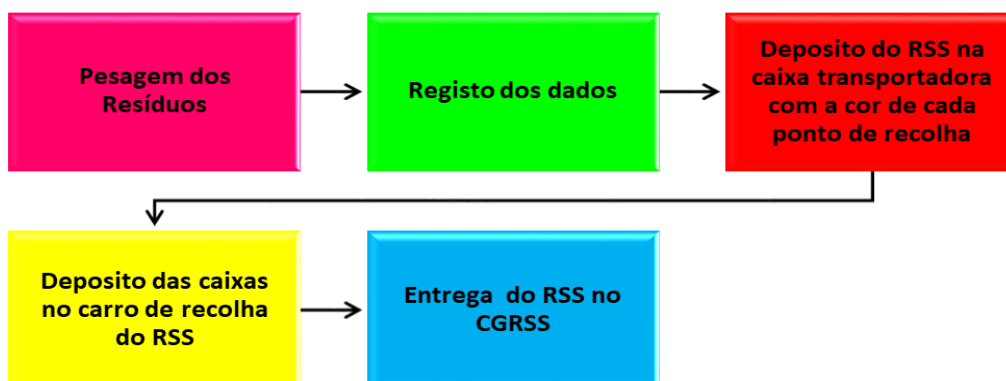 Pesagem dos
Resíduos
Registo dos dados
Deposito do RSS na
caixa transportadora
com a cor de cada
ponto de recolha
Deposito das caixas
no carro de recolha
do RSS
Entrega do RSS no
CGRSS